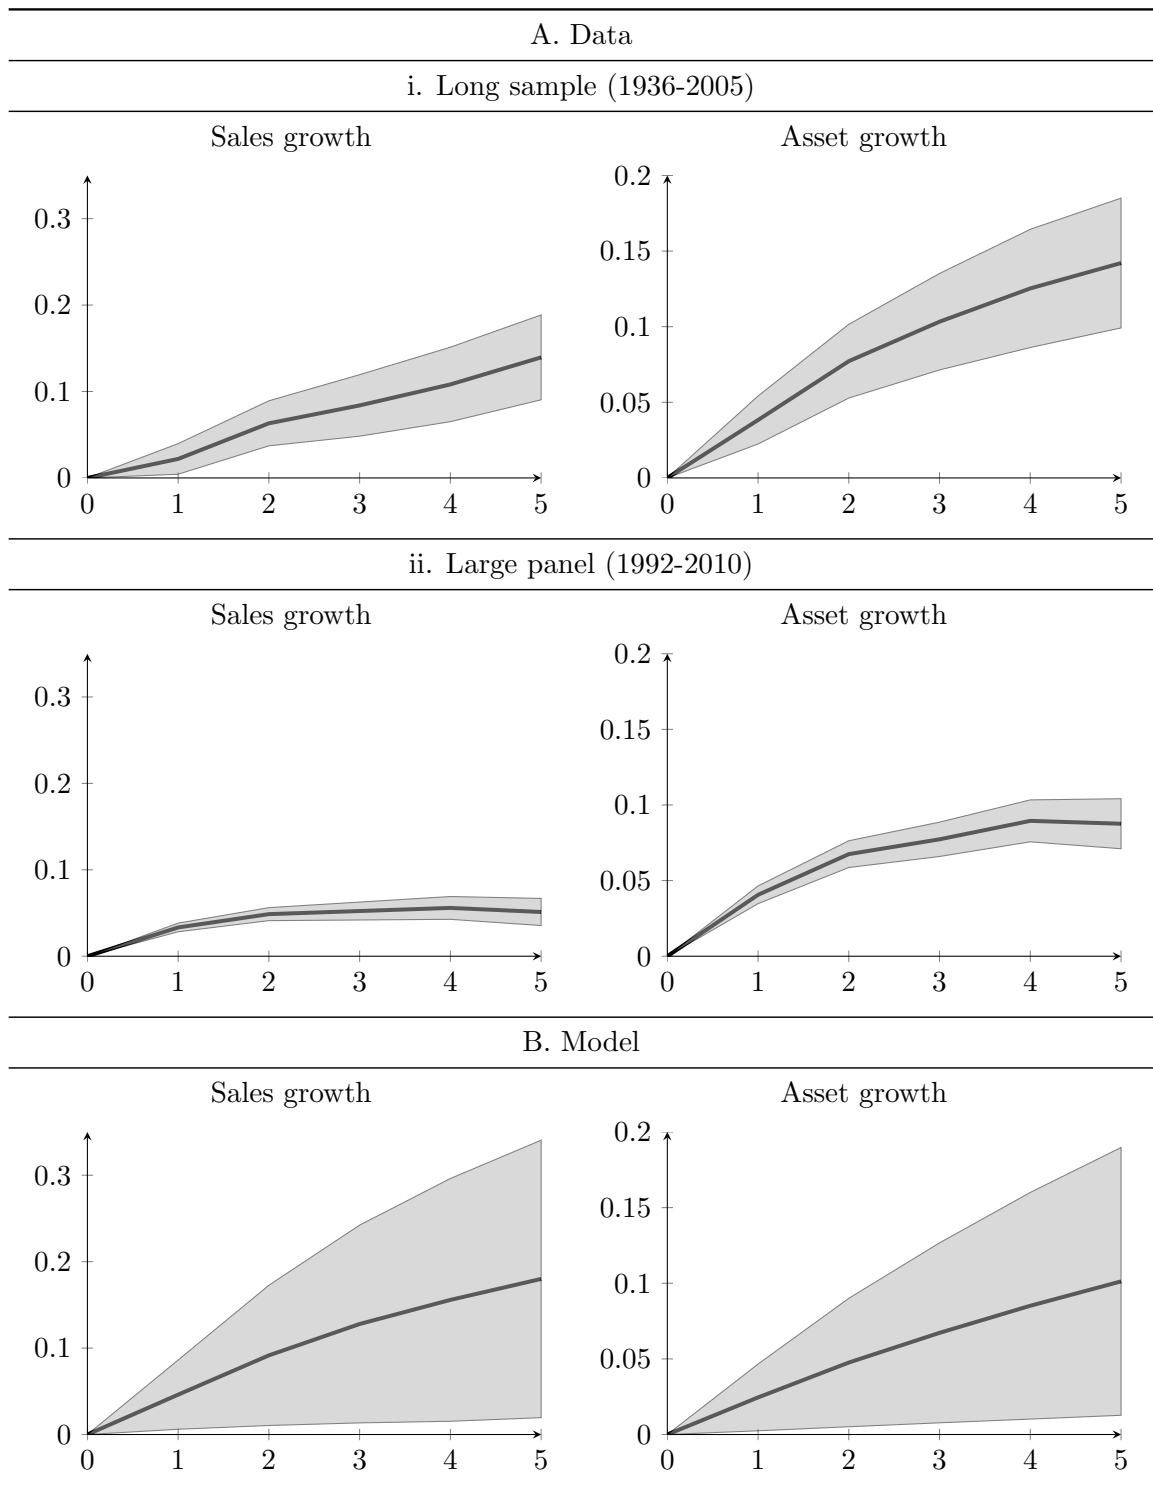 A. Data
i. Long sample (1936-2005)
Sales growth
0.3
0.2
0.1
0
0 1 2 3 4 5
Asset growth
0.2
0.15
0.1
0.05
0
0 1 2 3 4 5
ii. Large panel (1992-2010)
Sales growth
0.3
0.2
0.1
0
0 1 2 3 4 5
Asset growth
0.2
0.15
0.1
0.05
0
0 1 2 3 4 5
B. Model
Sales growth
0.3
0.2
0.1
0
0 1 2 3 4 5
Asset growth
0.2
0.15
0.1
0.05
0
0 1 2 3 4 5